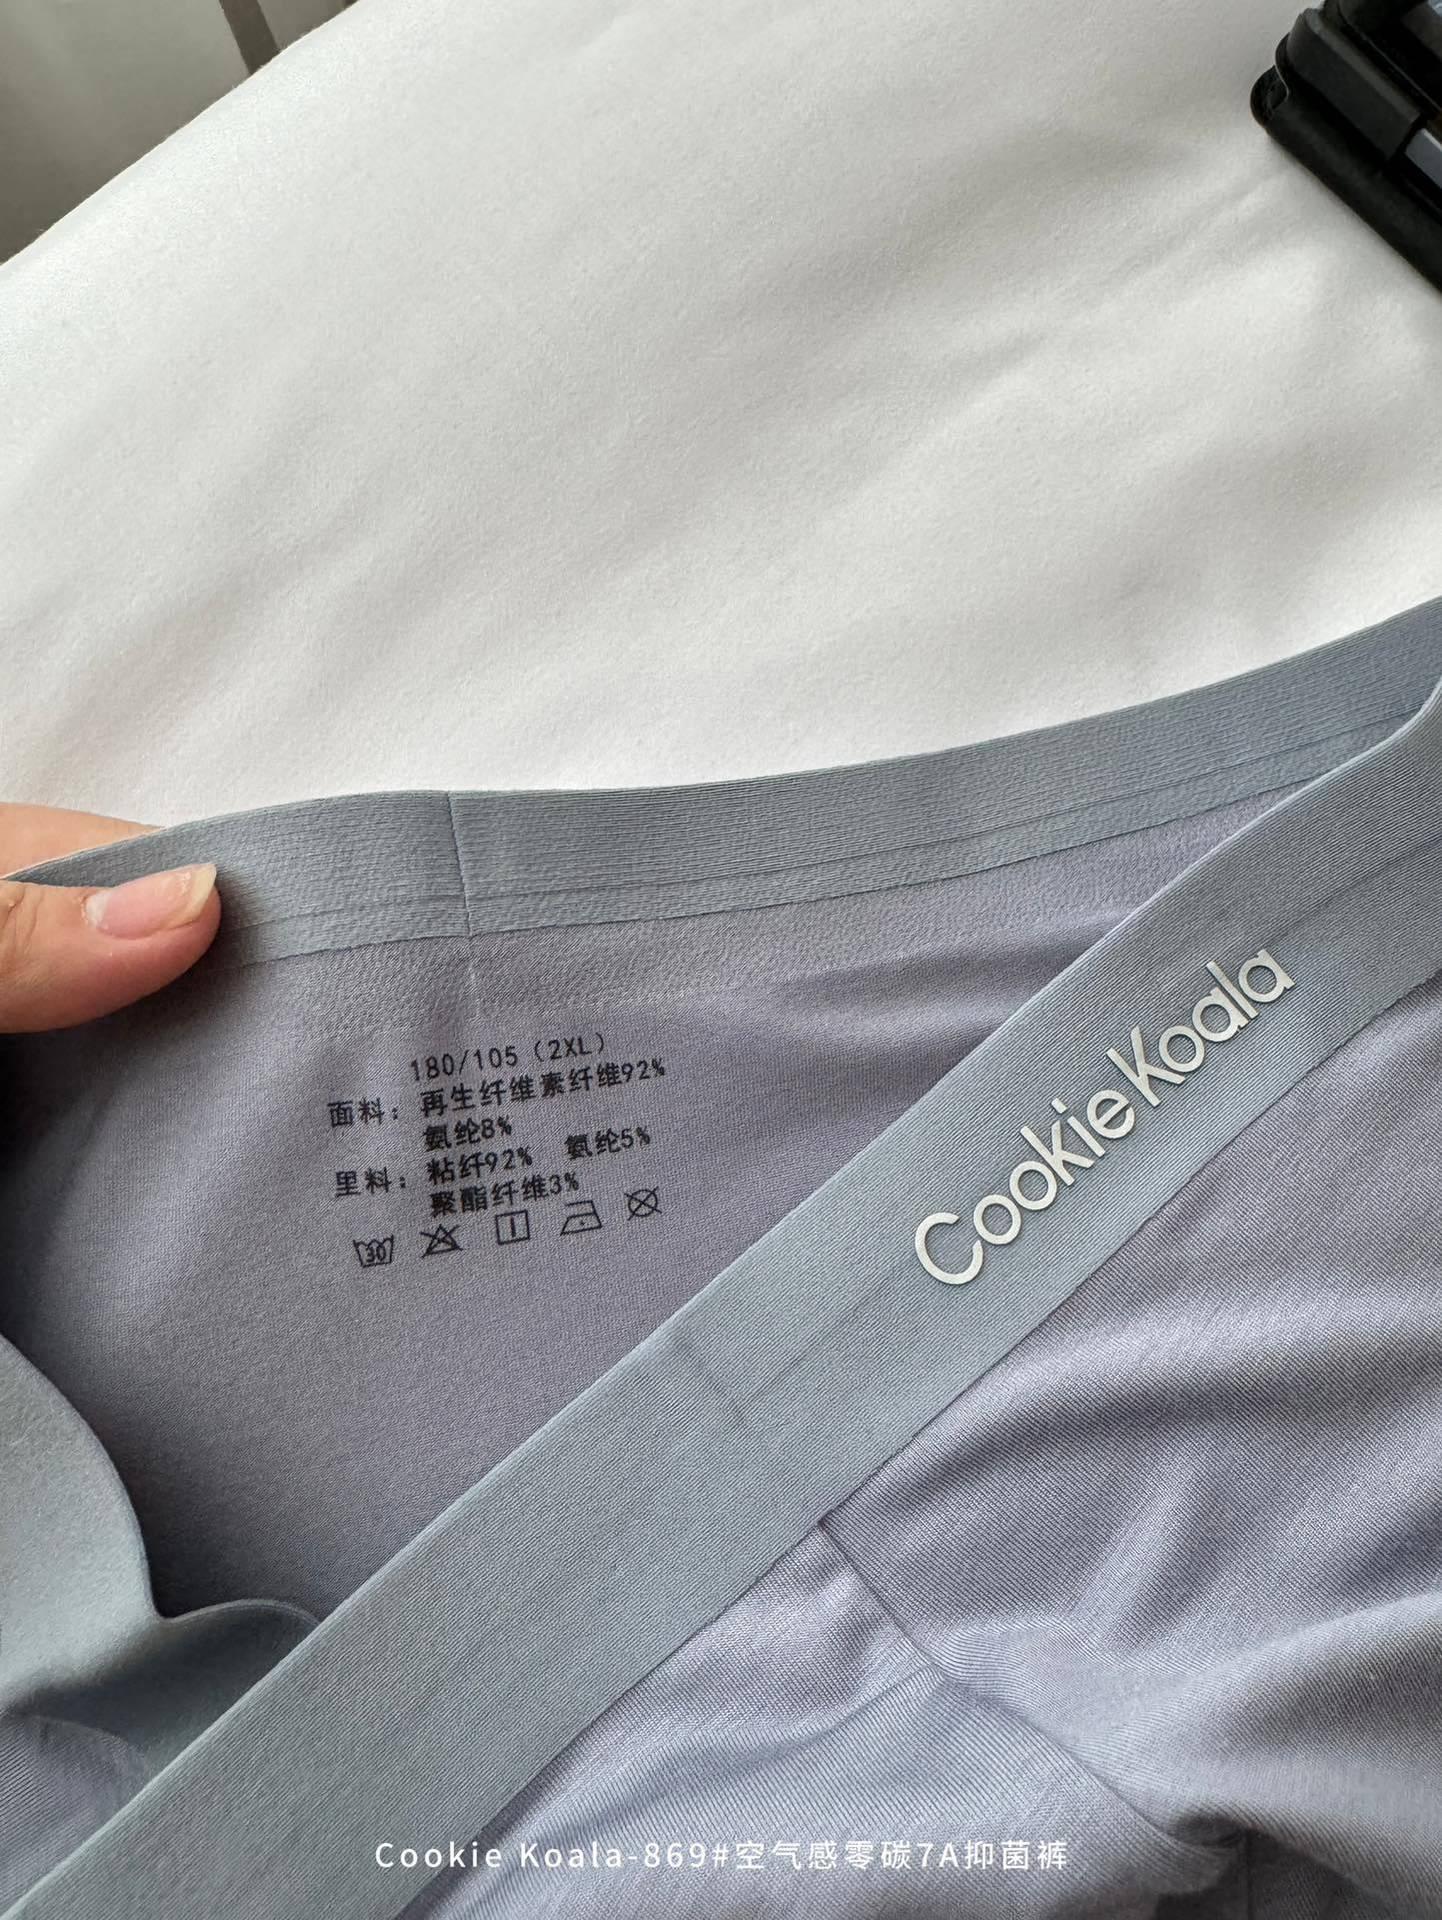 180/105（2XL）
面料：再生纤维素纤维92%
氨纶8%
里料：粘纤92% 氨纶5%
聚酯纤维3%
30
CookieKoala
Cookie Koala-869#空气感零碳7A抑菌裤